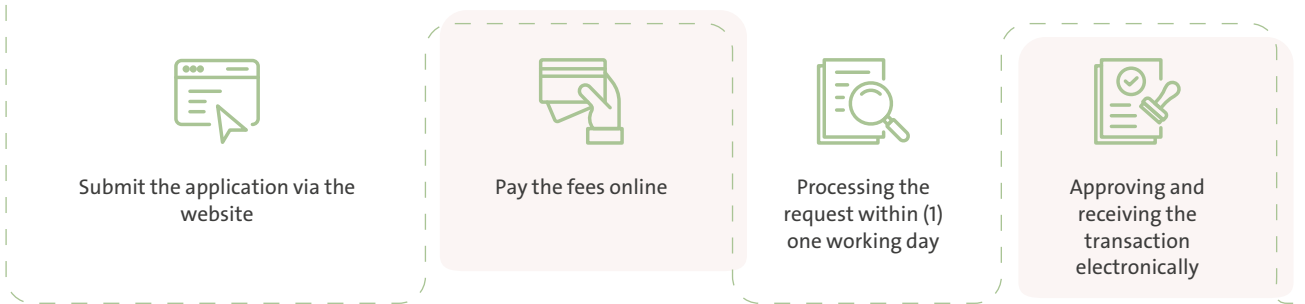 Submit the application via the
website
Pay the fees online
Processing the
request within (1)
one working day
Approving and
receiving the
transaction
electronically